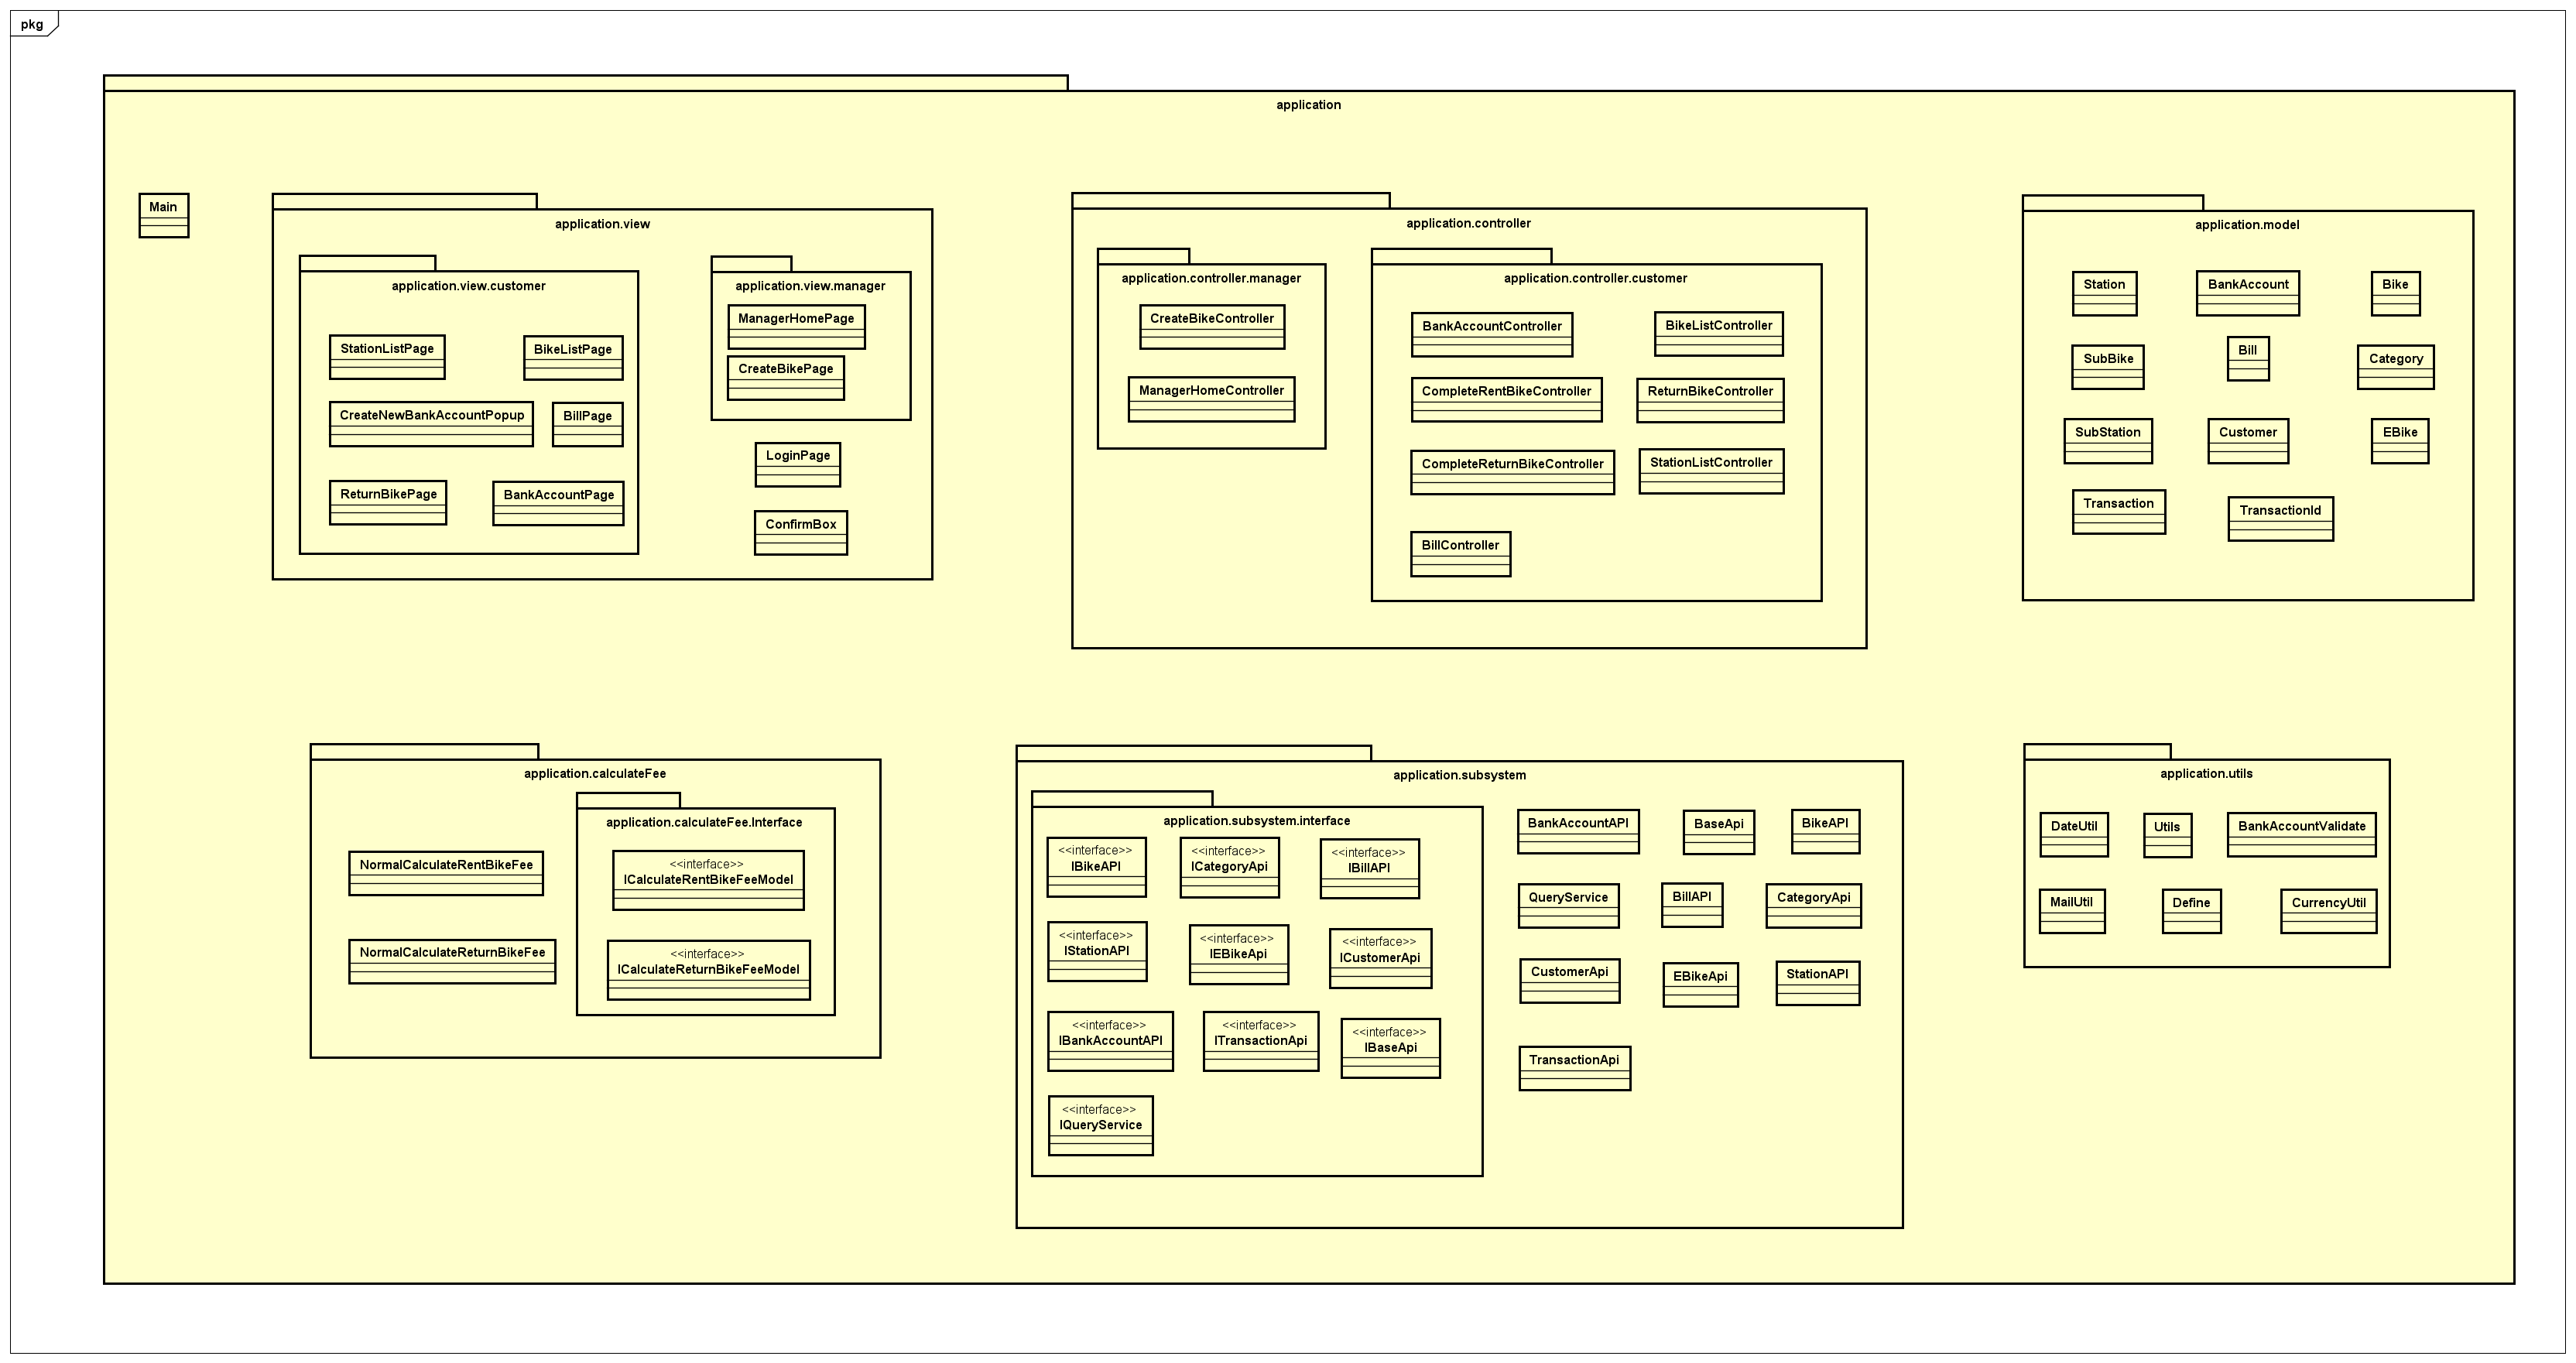 pkg
application
Main
application.view
application.view.customer
StationListPage
BikeListPage
CreateNewBankAccountPopup
BillPage
ReturnBikePage
BankAccountPage
application.view.manager
ManagerHomePage
CreateBikePage
LoginPage
ConfirmBox
application.controller
application.controller.manager
CreateBikeController
ManagerHomeController
application.controller.customer
BankAccountController
BikeListController
CompleteRentBikeController
ReturnBikeController
CompleteReturnBikeController
StationListController
BillController
application.model
Station
BankAccount
Bike
SubBike
Bill
Category
SubStation
Customer
EBike
Transaction
TransactionId
application.calculateFee
NormalCalculateRentBikeFee
NormalCalculateReturnBikeFee
application.calculateFee.Interface
<<interface>>
ICalculateRentBikeFeeModel
<<interface>>
ICalculateReturnBikeFeeModel
application.subsystem
application.subsystem.interface
<<interface>>
IBikeAPI
<<interface>>
ICategoryApi
<<interface>>
IBillAPI
<<interface>>
IStationAPI
<<interface>>
IEBikeApi
<<interface>>
ICustomerApi
<<interface>>
IBankAccountAPI
<<interface>>
ITransactionApi
<<interface>>
IBaseApi
<<interface>>
IQueryService
BankAccountAPI
BaseApi
BikeAPI
QueryService
BillAPI
CategoryApi
CustomerApi
EBikeApi
StationAPI
TransactionApi
application.utils
DateUtil
Utils
BankAccountValidate
MailUtil
Define
CurrencyUtil